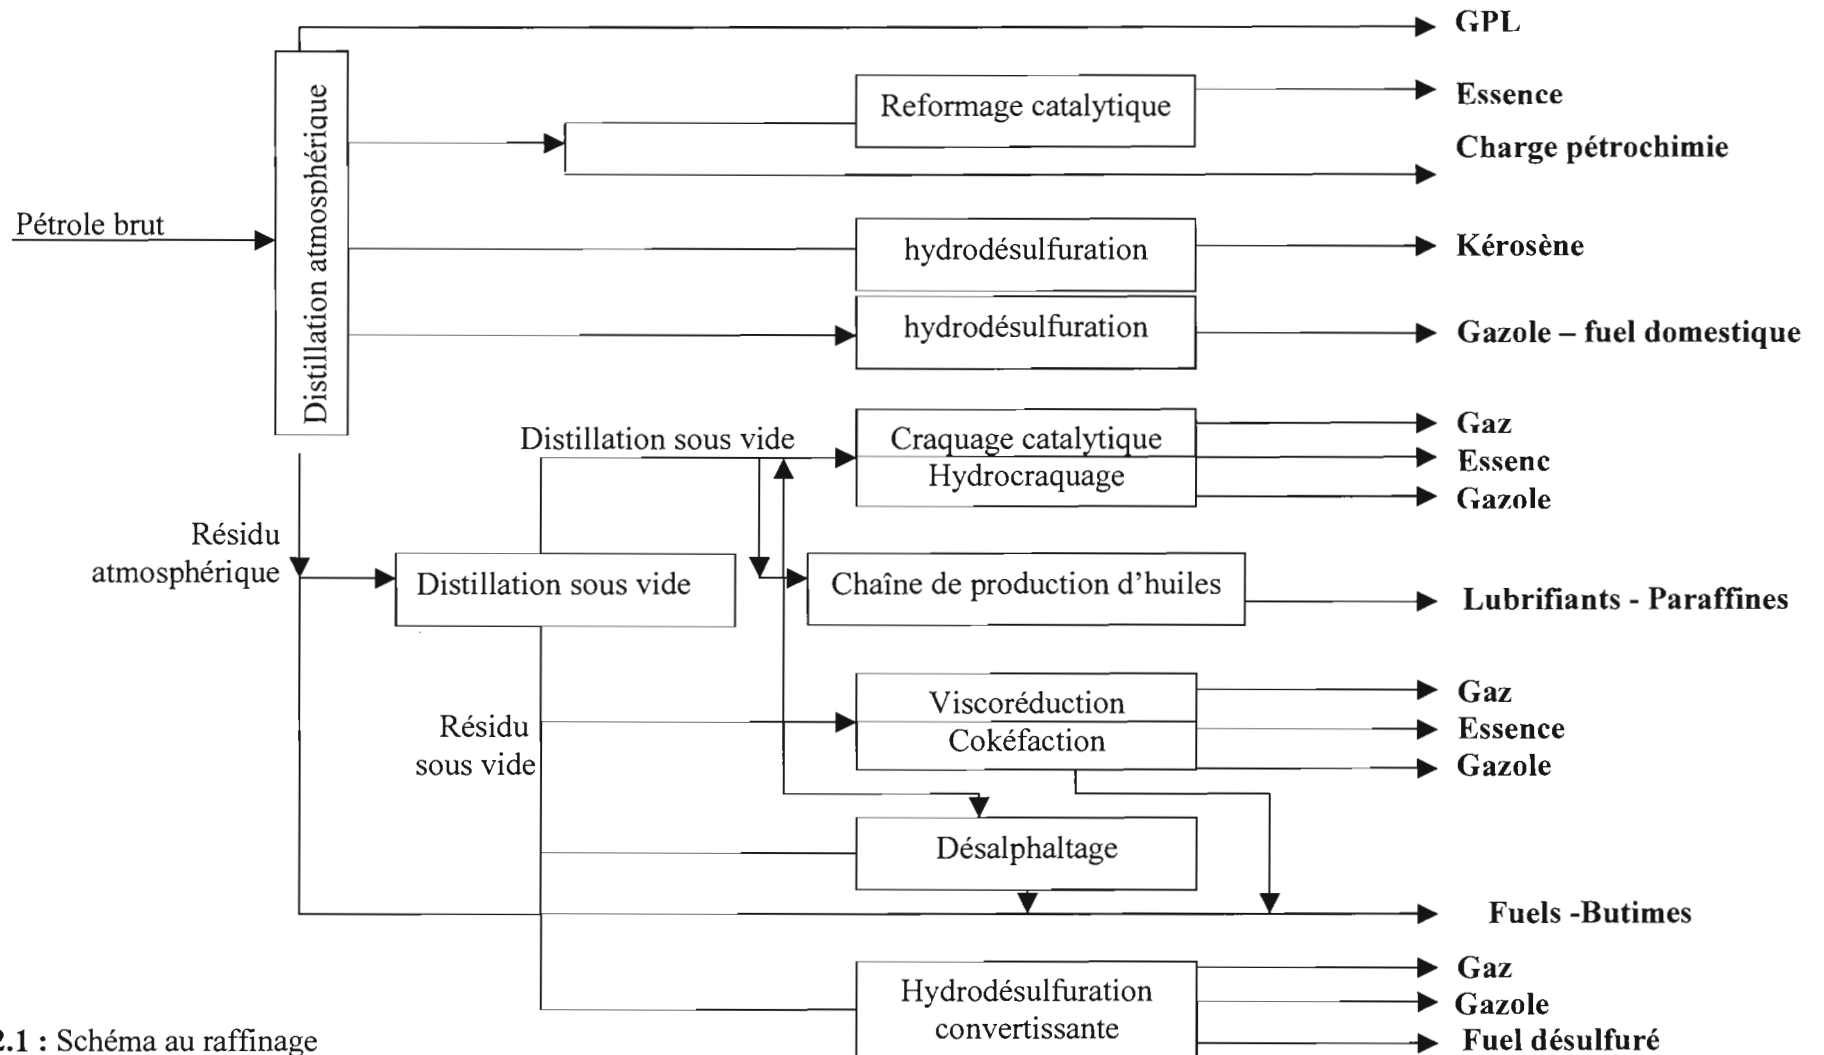 GPL
Reformage catalytique
Essence
Charge pétrochimie
Distillation atmosphérique
Pétrole brut
hydrodésulfuration
Kérosène
hydrodésulfuration
Gazole – fuel domestique
Distillation sous vide
Craquage catalytique
Hydrocraquage
Gaz
Essenc
Gazole
Résidu
atmosphérique
Distillation sous vide
Chaîne de production d'huiles
Lubrifiants - Paraffines
Résidu
sous vide
Viscoréduction
Cokéfaction
Gaz
Essence
Gazole
Désalphaltage
Fuels -Butimes
Hydrodésulfuration
convertissante
Gaz
Gazole
Fuel désulfuré
2.1 : Schéma au raffinage